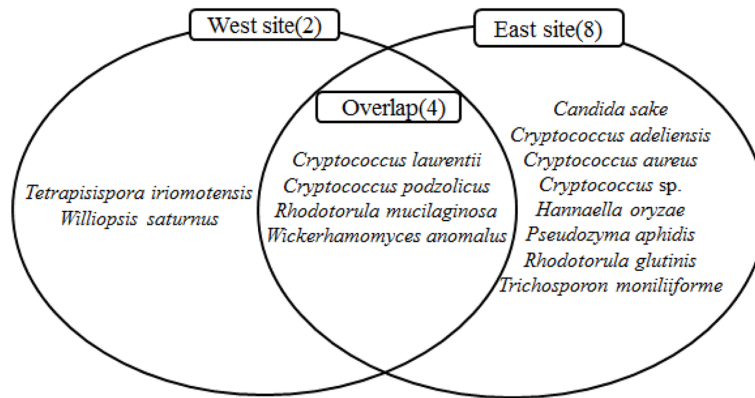 West site(2)
East site(8)
Overlap(4)
Tetrapisispora iriomotensis
Williopsis saturnus
Cryptococcus laurentii
Cryptococcus podzolicus
Rhodotorula mucilaginosa
Wickerhamomyces anomalus
Candida sake
Cryptococcus adeliensis
Cryptococcus aureus
Cryptococcus sp.
Hannaella oryzae
Pseudozyma aphidis
Rhodotorula glutinis
Trichosporon moniliiforme